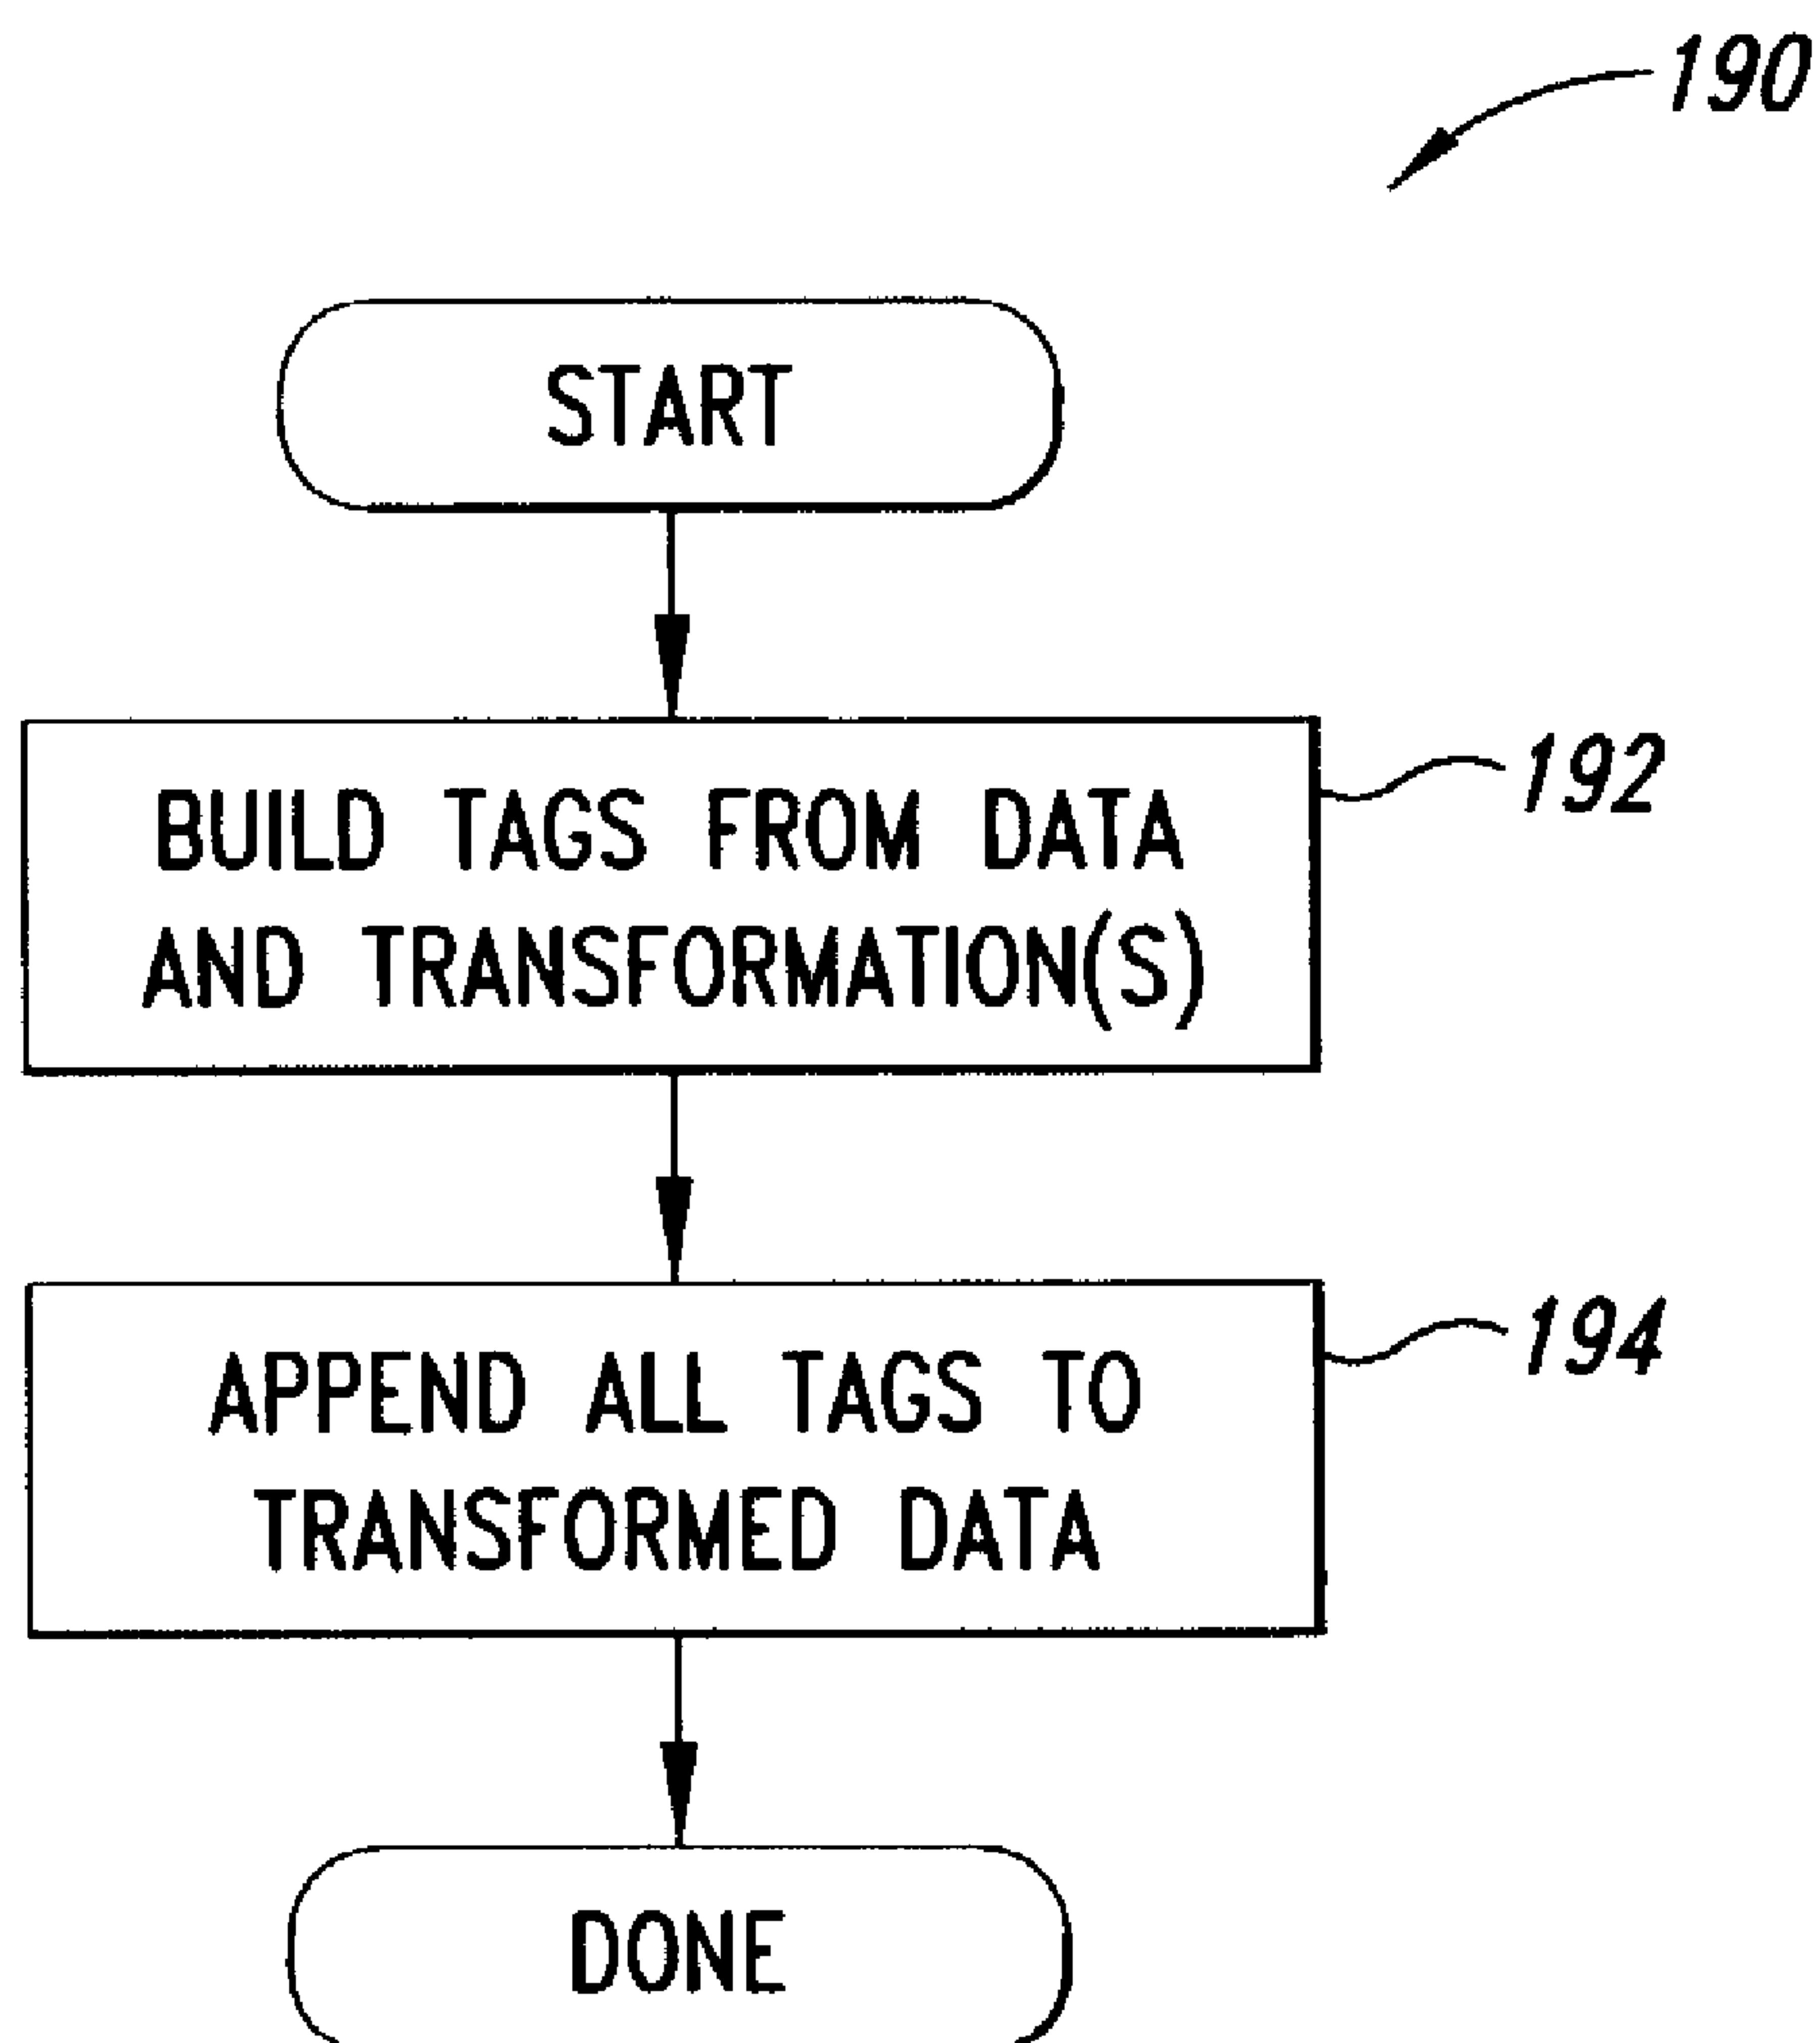 190
START
BUILD TAGS FROM DATA
192
AND TRANSFORMATION(S)
APPEND ALL TAGS TO
194
TRANSFORMED DATA
DONE